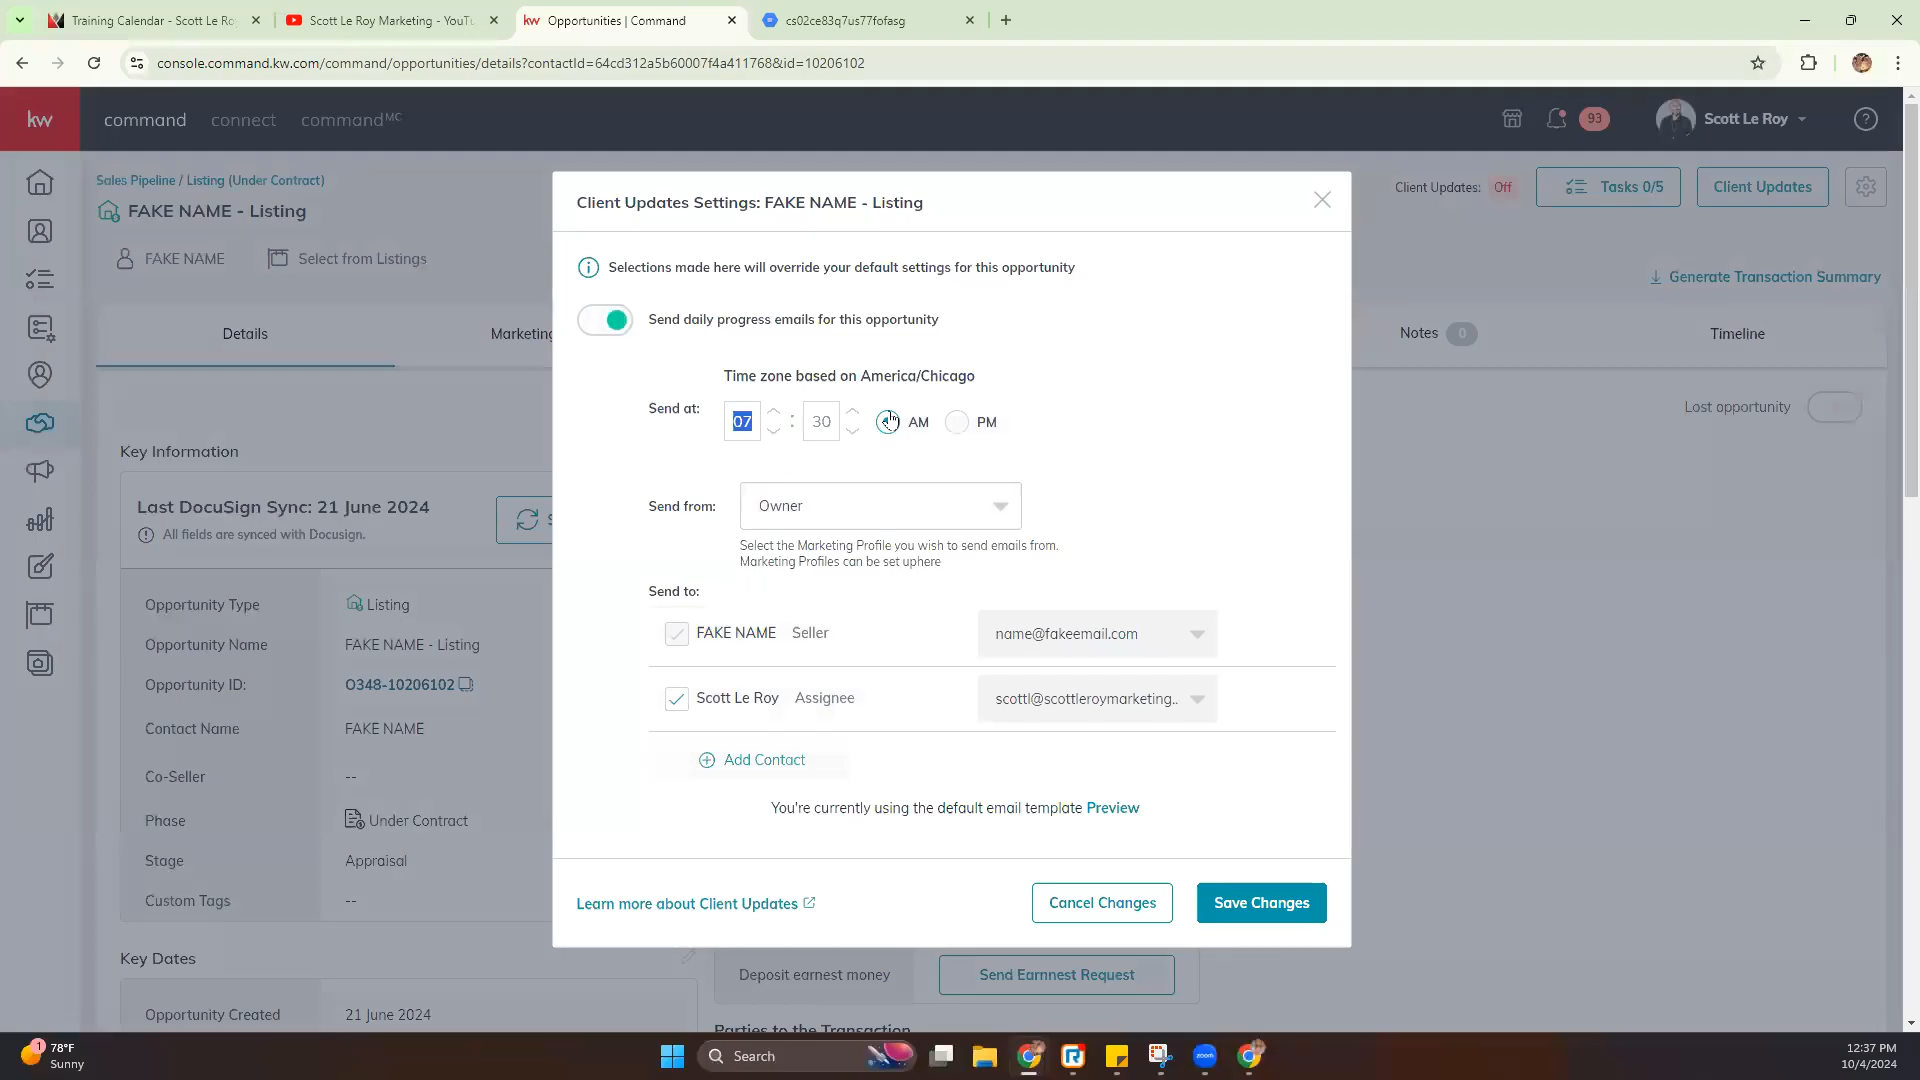 Training Calendar - Scott Le Ro
Scott Le Roy Marketing - YouTu
kw Opportunities | Command
cs02ce83q7us77fofasg
console.command.kw.com/command/opportunities/details?contactId=64cd312a5b60007f4a411768&id=10206102
kw
command
connect
commandMC
93
Scott Le Roy
Sales Pipeline / Listing (Under Contract)
FAKE NAME - Listing
FAKE NAME
Select from Listings
Client Updates: Off
Tasks 0/5
Client Updates
Generate Transaction Summary
Details
Marketing
Notes 0
Timeline
Lost opportunity
Key Information
Last DocuSign Sync: 21 June 2024
All fields are synced with Docusign.
S
Opportunity Type
Listing
Opportunity Name
FAKE NAME - Listing
Opportunity ID:
O348-10206102
Contact Name
FAKE NAME
Co-Seller
--
Phase
Under Contract
Stage
Appraisal
Custom Tags
--
Key Dates
Opportunity Created
21 June 2024
Client Updates Settings: FAKE NAME - Listing
Selections made here will override your default settings for this opportunity
Send daily progress emails for this opportunity
Time zone based on America/Chicago
Send at:
07 : 30 AM PM
Send from:
Owner
Select the Marketing Profile you wish to send emails from.
Marketing Profiles can be set uphere
Send to:
FAKE NAME Seller
name@fakeemail.com
Scott Le Roy Assignee
scottl@scottleroymarketing..
Add Contact
You're currently using the default email template Preview
Learn more about Client Updates
Cancel Changes
Save Changes
Deposit earnest money
Send Earnnest Request
Parties to the Transaction
1
78°F
Sunny
Search
zoom
12:37 PM
10/4/2024